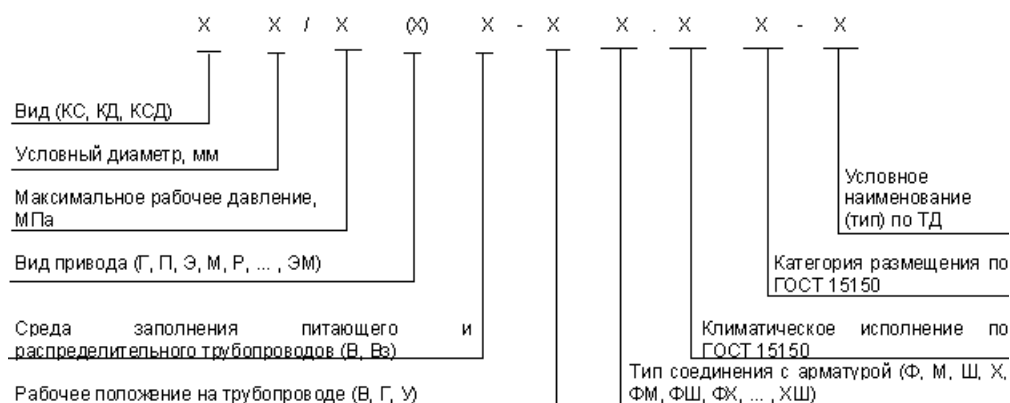 X X / X (X) X - X X . X X - X
Вид (КС, КД, КСД)
Условный диаметр, мм
Максимальное рабочее давление,
МПа
Вид привода (Г, П, Э, М, Р, ... , ЭМ)
Среда заполнения питающего и
распределительного трубопроводов (В, Вз)
Рабочее положение на трубопроводе (В, Г, У)
Условное
наименование
(тип) по ТД
Категория размещения по
ГОСТ 15150
Климатическое исполнение по
ГОСТ 15150
Тип соединения с арматурой (Ф, М, Ш, Х,
ФМ, ФШ, ФХ, ... , ХШ)